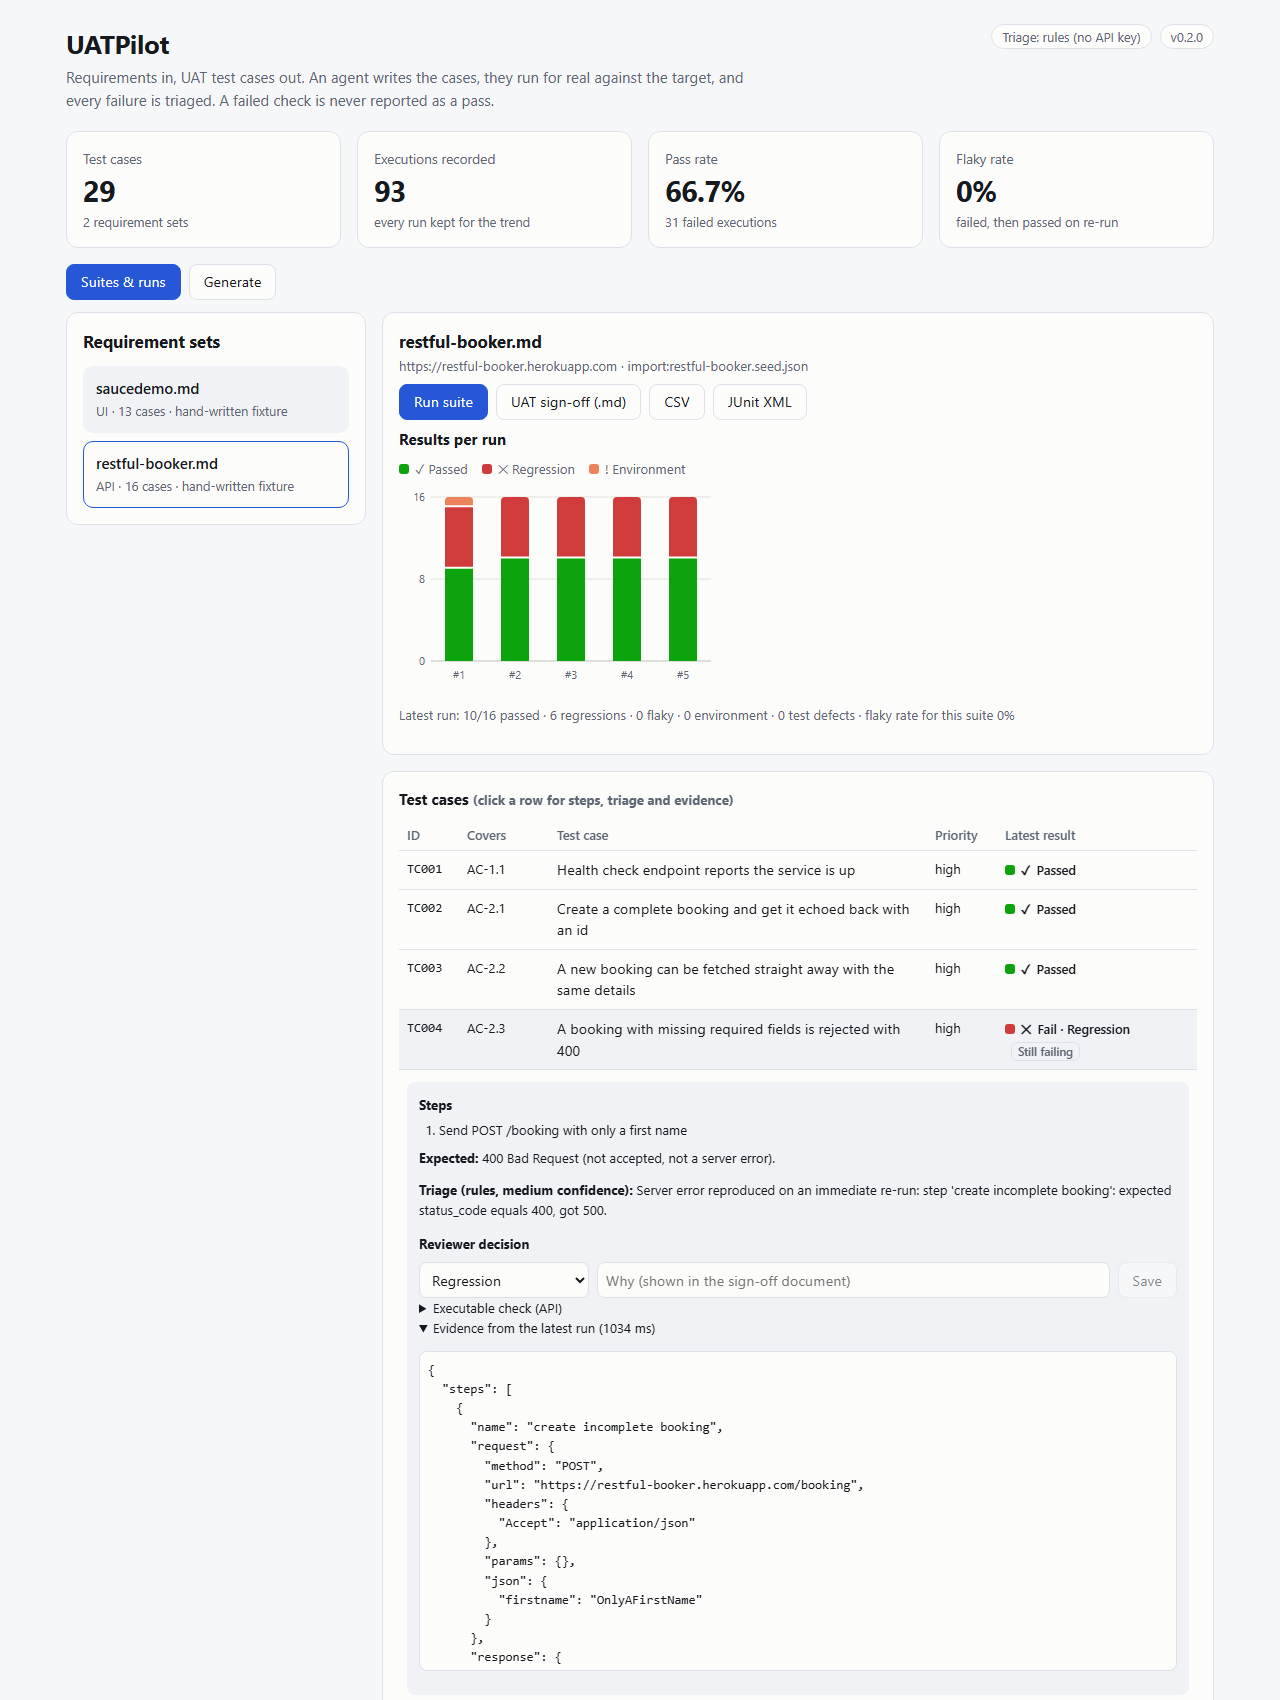 UATPilot
Triage: rules (no API key)
v0.2.0
Requirements in, UAT test cases out. An agent writes the cases, they run for real against the target, and
every failure is triaged. A failed check is never reported as a pass.
Test cases
29
2 requirement sets
Executions recorded
93
every run kept for the trend
Pass rate
66.7%
31 failed executions
Flaky rate
0%
failed, then passed on re-run
Suites & runs
Generate
Requirement sets
saucedemo.md
UI · 13 cases · hand-written fixture
restful-booker.md
API · 16 cases · hand-written fixture
restful-booker.md
https://restful-booker.herokuapp.com · import:restful-booker.seed.json
Run suite
UAT sign-off (.md)
CSV
JUnit XML
Results per run
✓ Passed
✕ Regression
! Environment
16
8
0
#1
#2
#3
#4
#5
Latest run: 10/16 passed · 6 regressions · 0 flaky · 0 environment · 0 test defects · flaky rate for this suite 0%
Test cases (click a row for steps, triage and evidence)
ID Covers Test case Priority Latest result
TC001 AC-1.1 Health check endpoint reports the service is up high ✓ Passed
TC002 AC-2.1 Create a complete booking and get it echoed back with high ✓ Passed
an id
TC003 AC-2.2 A new booking can be fetched straight away with the high ✓ Passed
same details
TC004 AC-2.3 A booking with missing required fields is rejected with high ✕ Fail · Regression
400 Still failing
Steps
1. Send POST /booking with only a first name
Expected: 400 Bad Request (not accepted, not a server error).
Triage (rules, medium confidence): Server error reproduced on an immediate re-run: step 'create incomplete booking': expected
status_code equals 400, got 500.
Reviewer decision
Regression
Why (shown in the sign-off document)
Save
▶ Executable check (API)
▼ Evidence from the latest run (1034 ms)
{
"steps": [
{
"name": "create incomplete booking",
"request": {
"method": "POST",
"url": "https://restful-booker.herokuapp.com/booking",
"headers": {
"Accept": "application/json"
},
"params": {},
"json": {
"firstname": "OnlyAFirstName"
}
},
"response": {